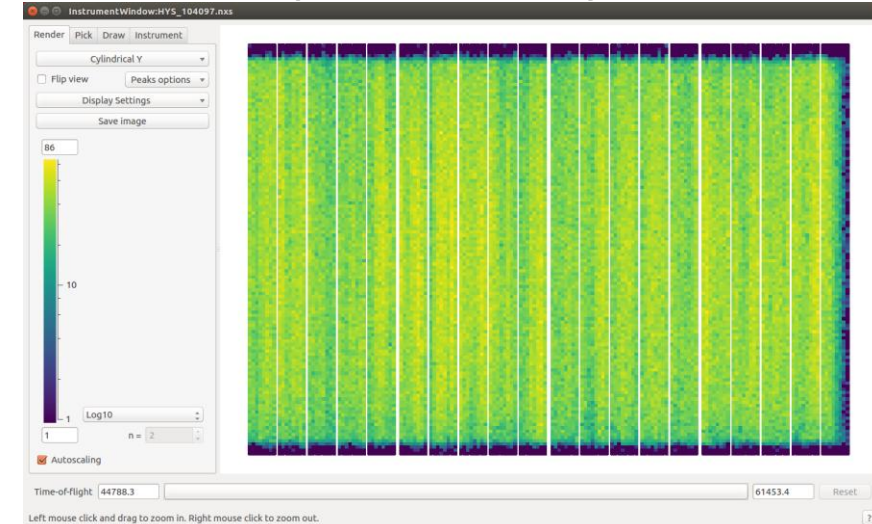 InstrumentWindow:HYS_104097.nxs
Render Pick Draw Instrument
Cylindrical Y
Flip view Peaks options
Display Settings
Save image
86
10
1
Log10
1 n = 2
Autoscaling
Time-of-flight 44788.3 61453.4 Reset
Left mouse click and drag to zoom in. Right mouse click to zoom out. ?